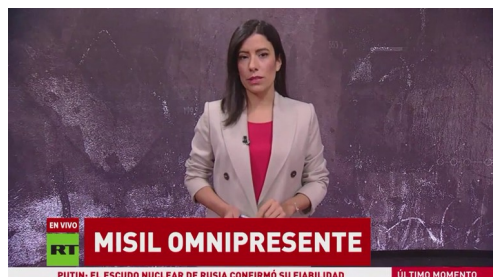 EN VIVO
RT
MISIL OMNIPRESENTE
PUTIN: EL ESCUDO NUCLEAR DE RUSIA CONFIRMÓ SU FIABILIDAD
ÚLTIMO MOMENTO